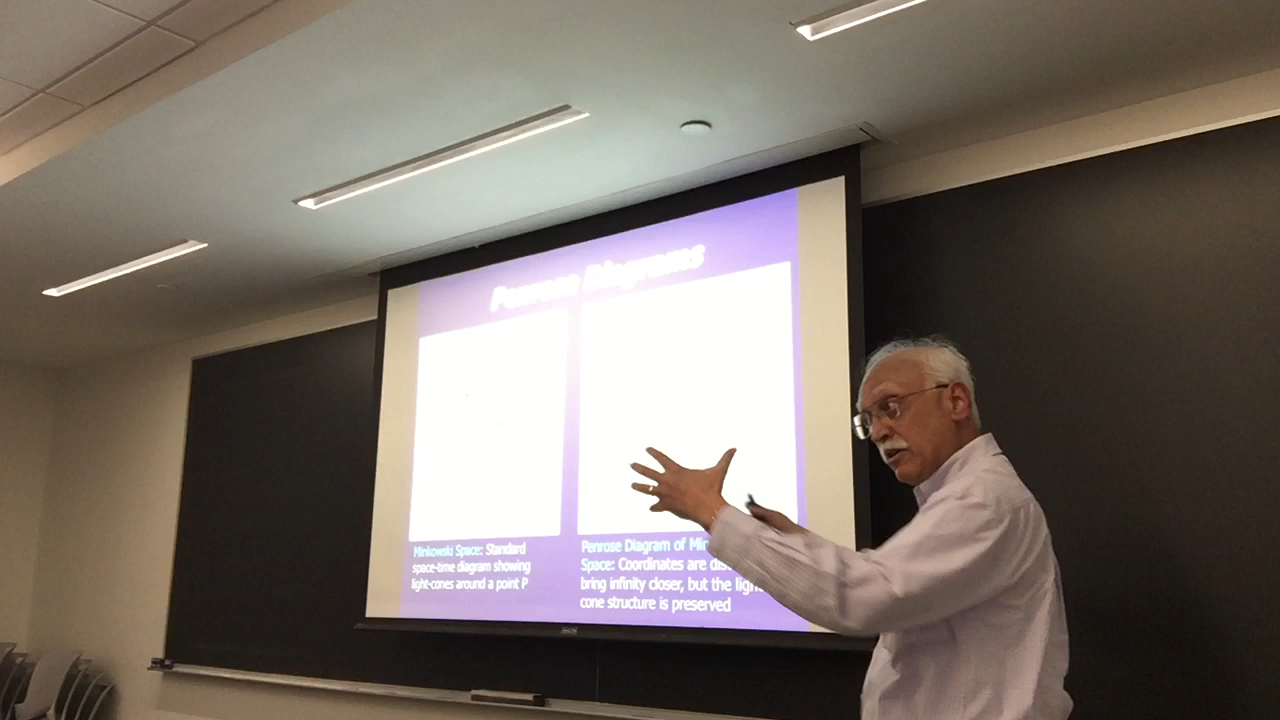 Penrose Diagrams
Minkovski Space: Standard
space-time diagram showing
light-cones around a point P
Penrose Diagram of
Space: Coordinates are
bring infinity closer, but the
cone structure is preserved